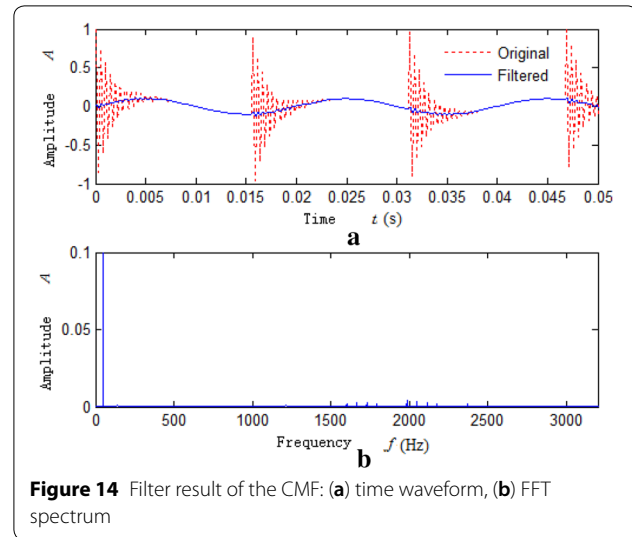 1
0.5
0
-0.5
-1
Amplitude A
Original
Filtered
0 0.005 0.01 0.015 0.02 0.025 0.03 0.035 0.04 0.045 0.05
Time t (s)
a
0.1
0.05
0
Amplitude A
0 500 1000 1500 2000 2500 3000
Frequency f (Hz)
b
Figure 14 Filter result of the CMF: (a) time waveform, (b) FFT
spectrum